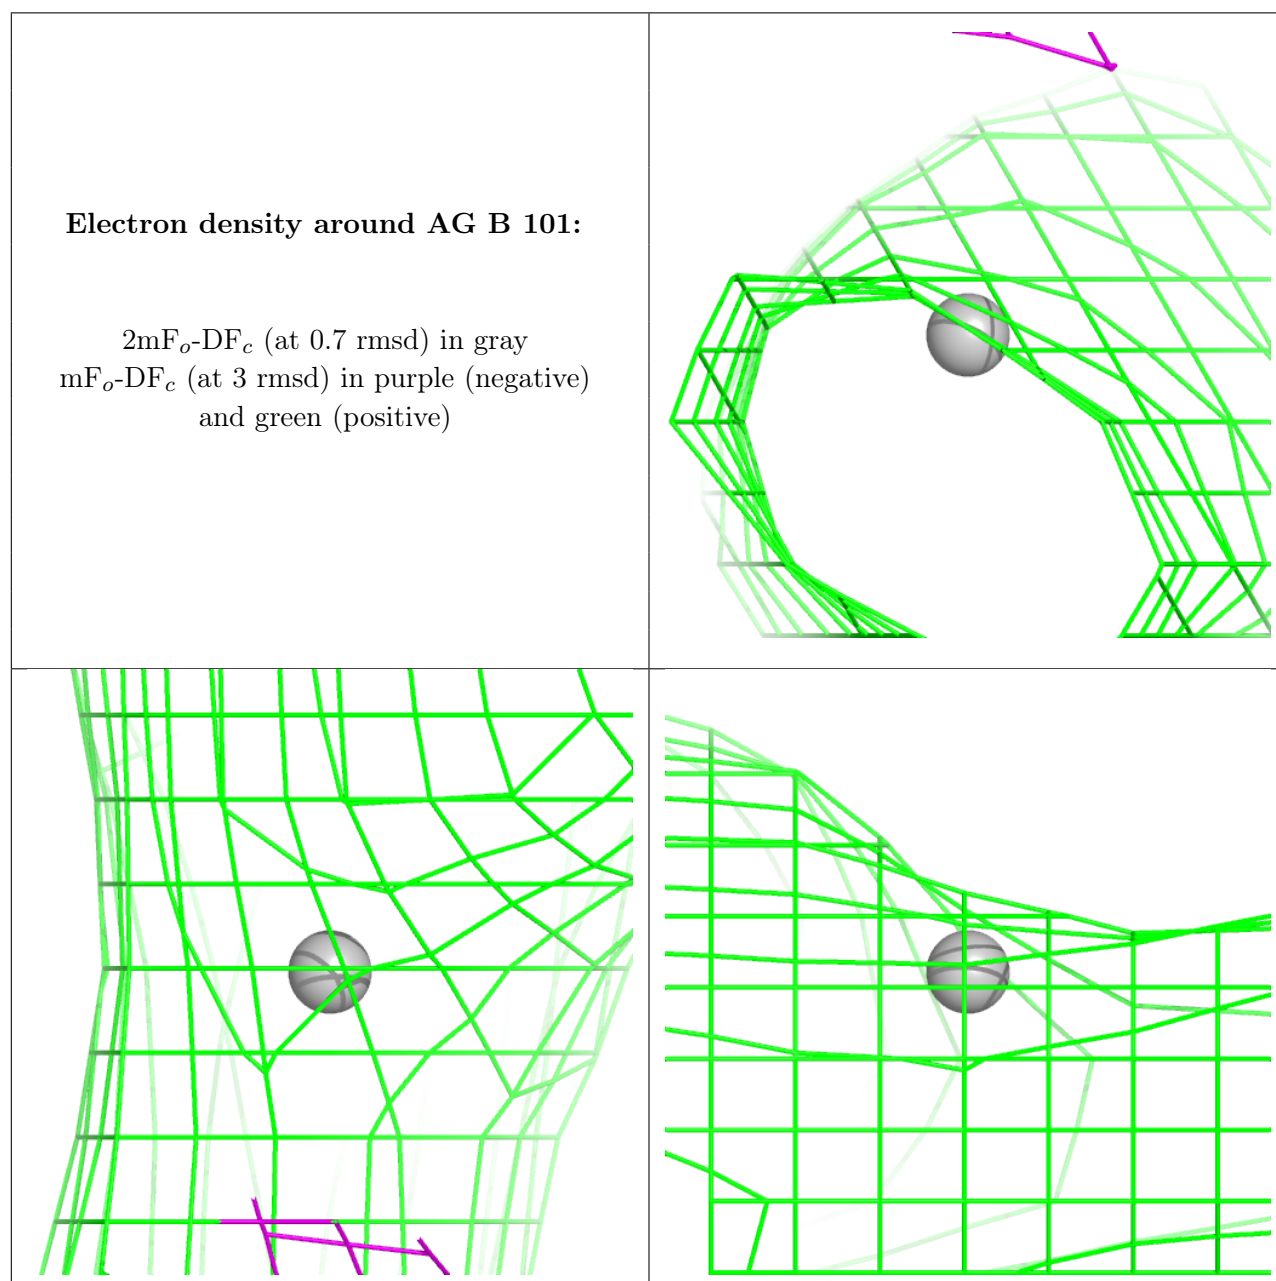 Electron density around AG B 101:
2mFo-DFc (at 0.7 rmsd) in gray
mFo-DFc (at 3 rmsd) in purple (negative)
and green (positive)